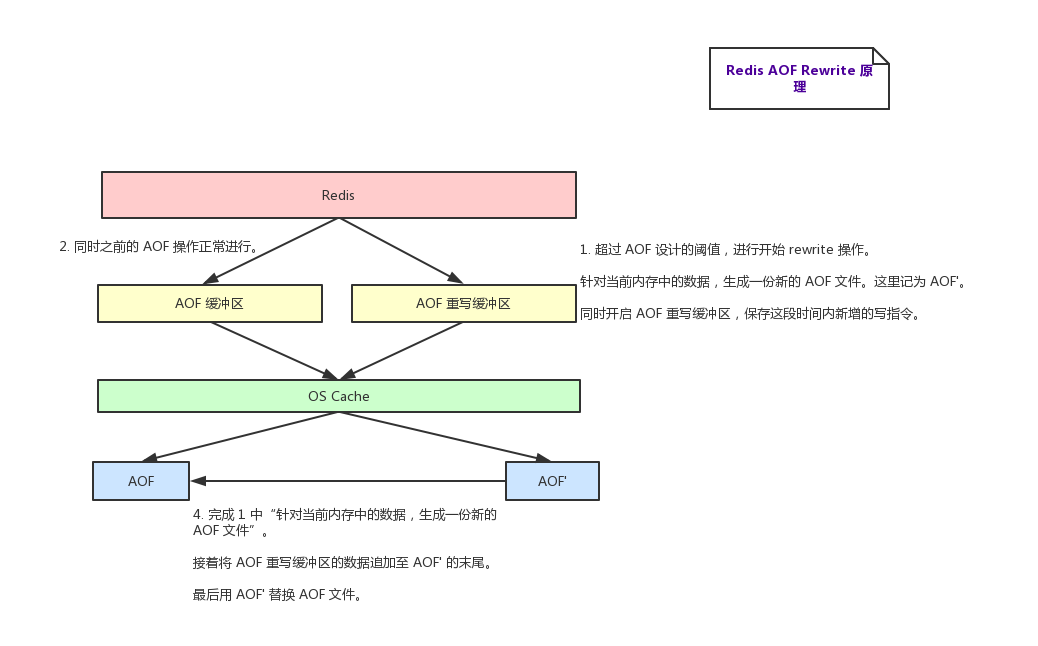 Redis AOF Rewrite 原
理
Redis
2. 同时之前的 AOF 操作正常进行。
1. 超过 AOF 设计的阈值，进行开始 rewrite 操作。
针对当前内存中的数据，生成一份新的 AOF 文件。这里记为 AOF'。
同时开启 AOF 重写缓冲区，保存这段时间内新增的写指令。
AOF 缓冲区
AOF 重写缓冲区
OS Cache
AOF
AOF'
4. 完成 1 中“针对当前内存中的数据，生成一份新的
AOF 文件”。
接着将 AOF 重写缓冲区的数据追加至 AOF' 的末尾。
最后用 AOF' 替换 AOF 文件。